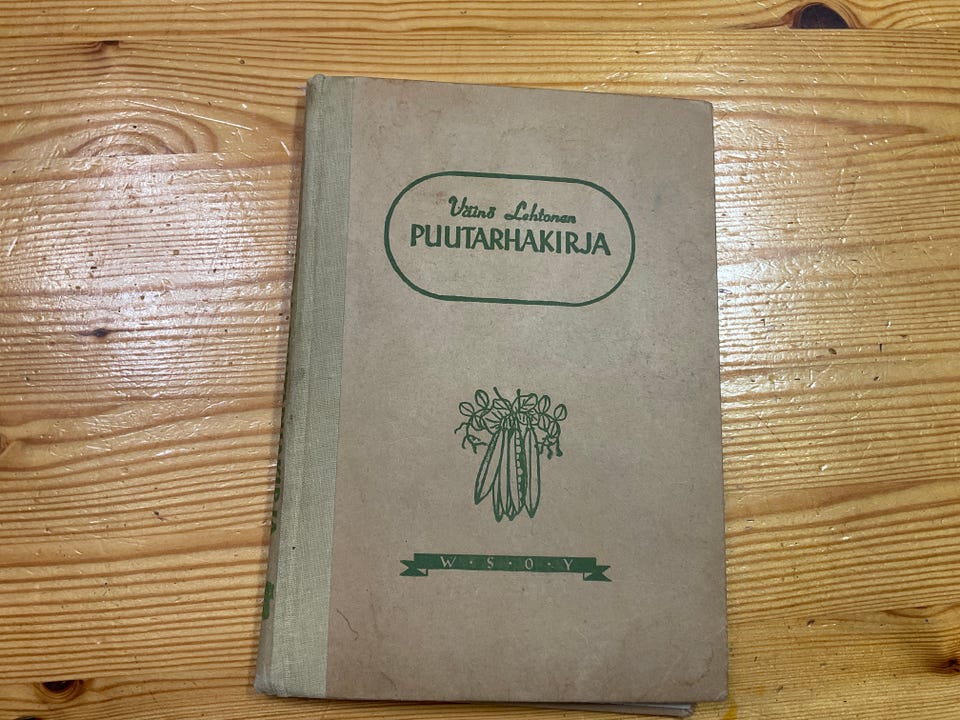 Väinö Lehtonen
PUUTARHAKIRJA
W·S·O·Y